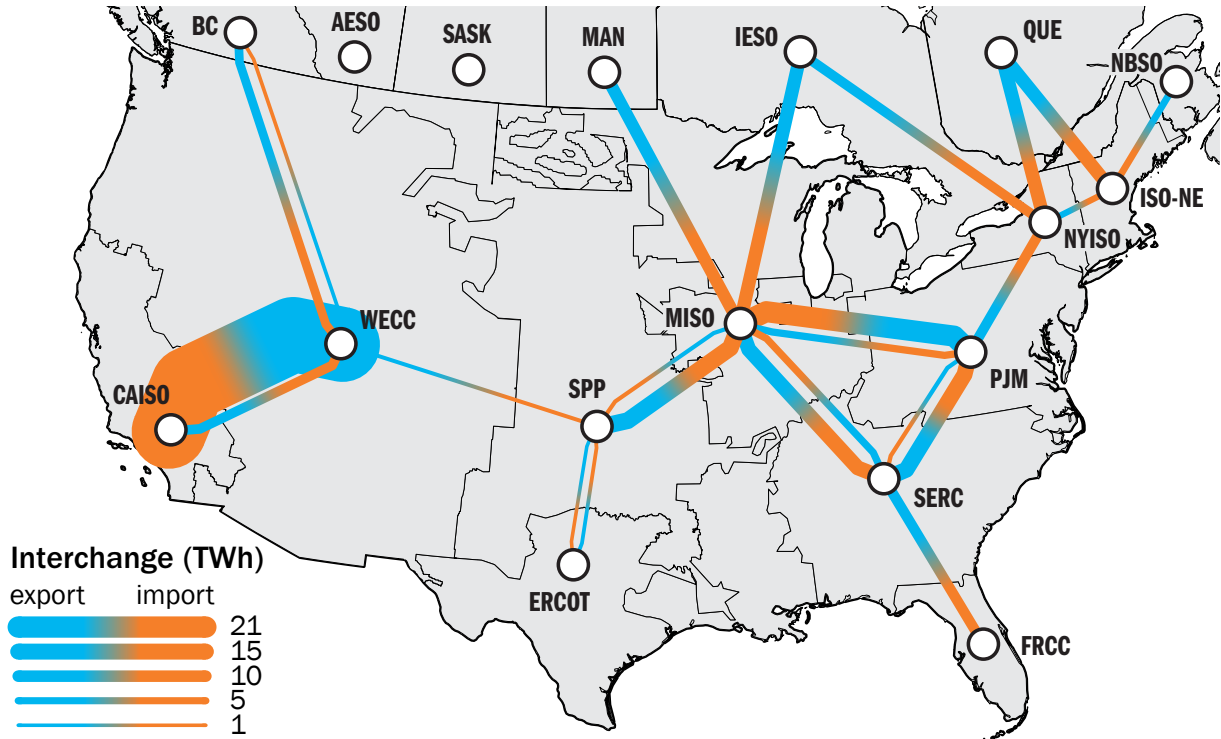 BC
AESO
SASK
MAN
IESO
QUE
NBSO
ISO-NE
NYISO
MISO
WECC
PJM
SPP
CAISO
SERC
ERCOT
FRCC
Interchange (TWh)
export import
21
15
10
5
1